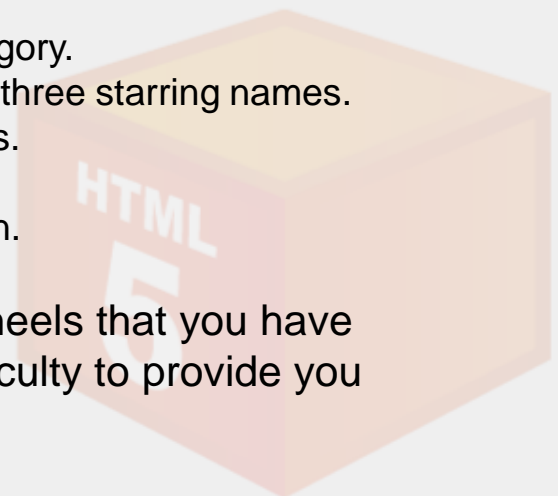 gory.
three starring names.
s.
n.
heels that you have
culty to provide you
HTML
5